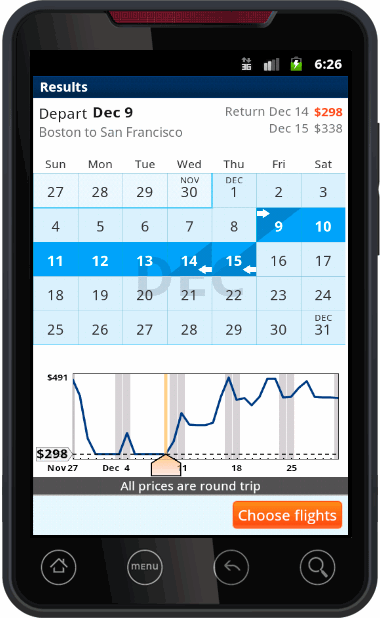 3G 6:26
Results
Depart Dec 9 Return Dec 14 $298
Boston to San Francisco Dec 15 $338
Sun Mon Tue Wed Thu Fri Sat
27 28 29 NOV 30 DEC 1 2 3
4 5 6 7 8 9 10
11 12 13 14 15 16 17
DEC
18 19 20 21 22 23 24
25 26 27 28 29 30 DEC 31
$491
$298
Nov 27 Dec 4 11 18 25
All prices are round trip
Choose flights
MENU